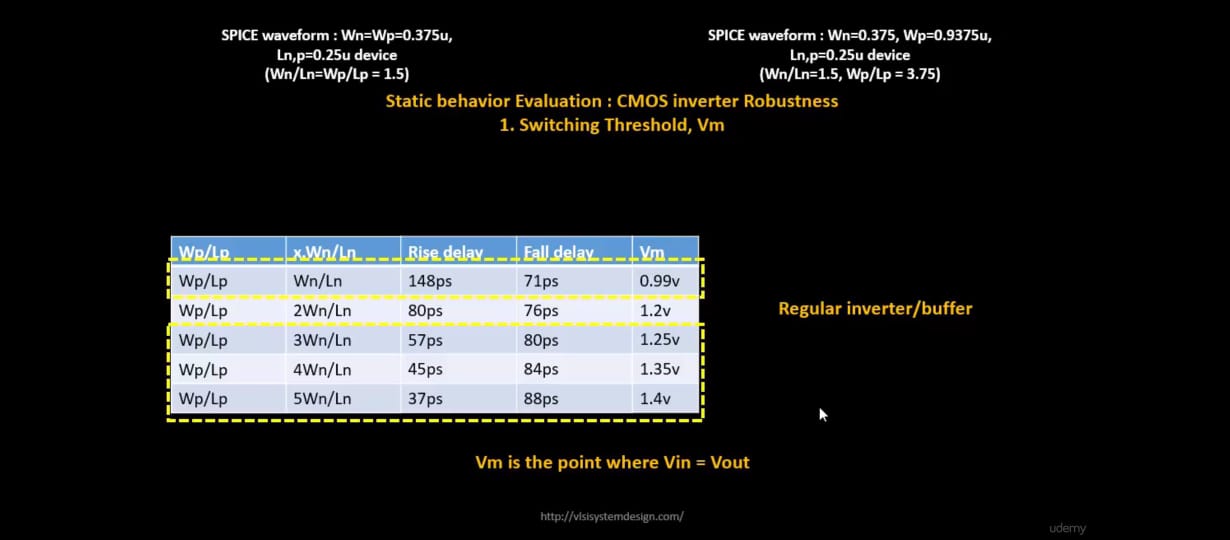 SPICE waveform : Wn=Wp=0.375u,
Ln,p=0.25u device
(Wn/Ln=Wp/Lp = 1.5)
SPICE waveform : Wn=0.375, Wp=0.9375u,
Ln,p=0.25u device
(Wn/Ln=1.5, Wp/Lp = 3.75)
Static behavior Evaluation : CMOS inverter Robustness
1. Switching Threshold, Vm
Wp/Lp x.Wn/Ln Rise delay Fall delay Vm
Wp/Lp Wn/Ln 148ps 71ps 0.99v
Wp/Lp 2Wn/Ln 80ps 76ps 1.2v
Wp/Lp 3Wn/Ln 57ps 80ps 1.25v
Wp/Lp 4Wn/Ln 45ps 84ps 1.35v
Wp/Lp 5Wn/Ln 37ps 88ps 1.4v
Regular inverter/buffer
Vm is the point where Vin = Vout
http://vlsisystemdesign.com/
udemy